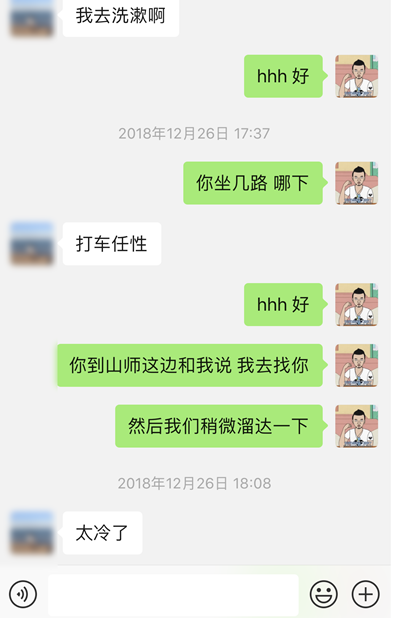 我去洗漱啊
hhh 好
2018年12月26日 17:37
你坐几路 哪下
打车任性
hhh 好
你到山师这边和我说 我去找你
然后我们稍微溜达一下
2018年12月26日 18:08
太冷了